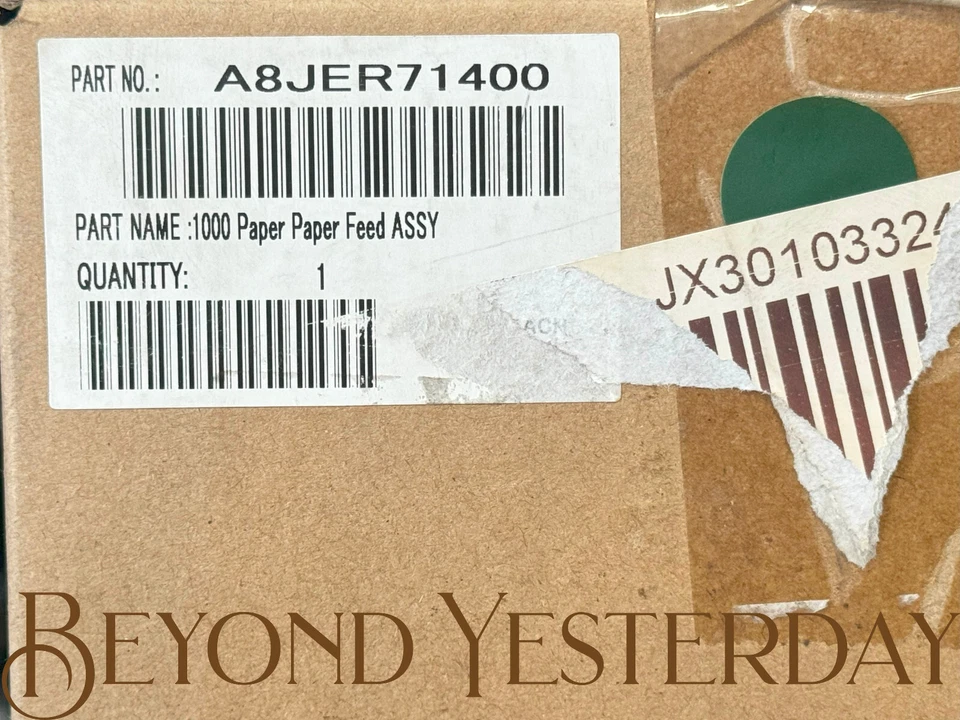 PART NO.: A8JER71400
PART NAME :1000 Paper Paper Feed ASSY
QUANTITY: 1
JX30103324
BEYOND YESTERDAY